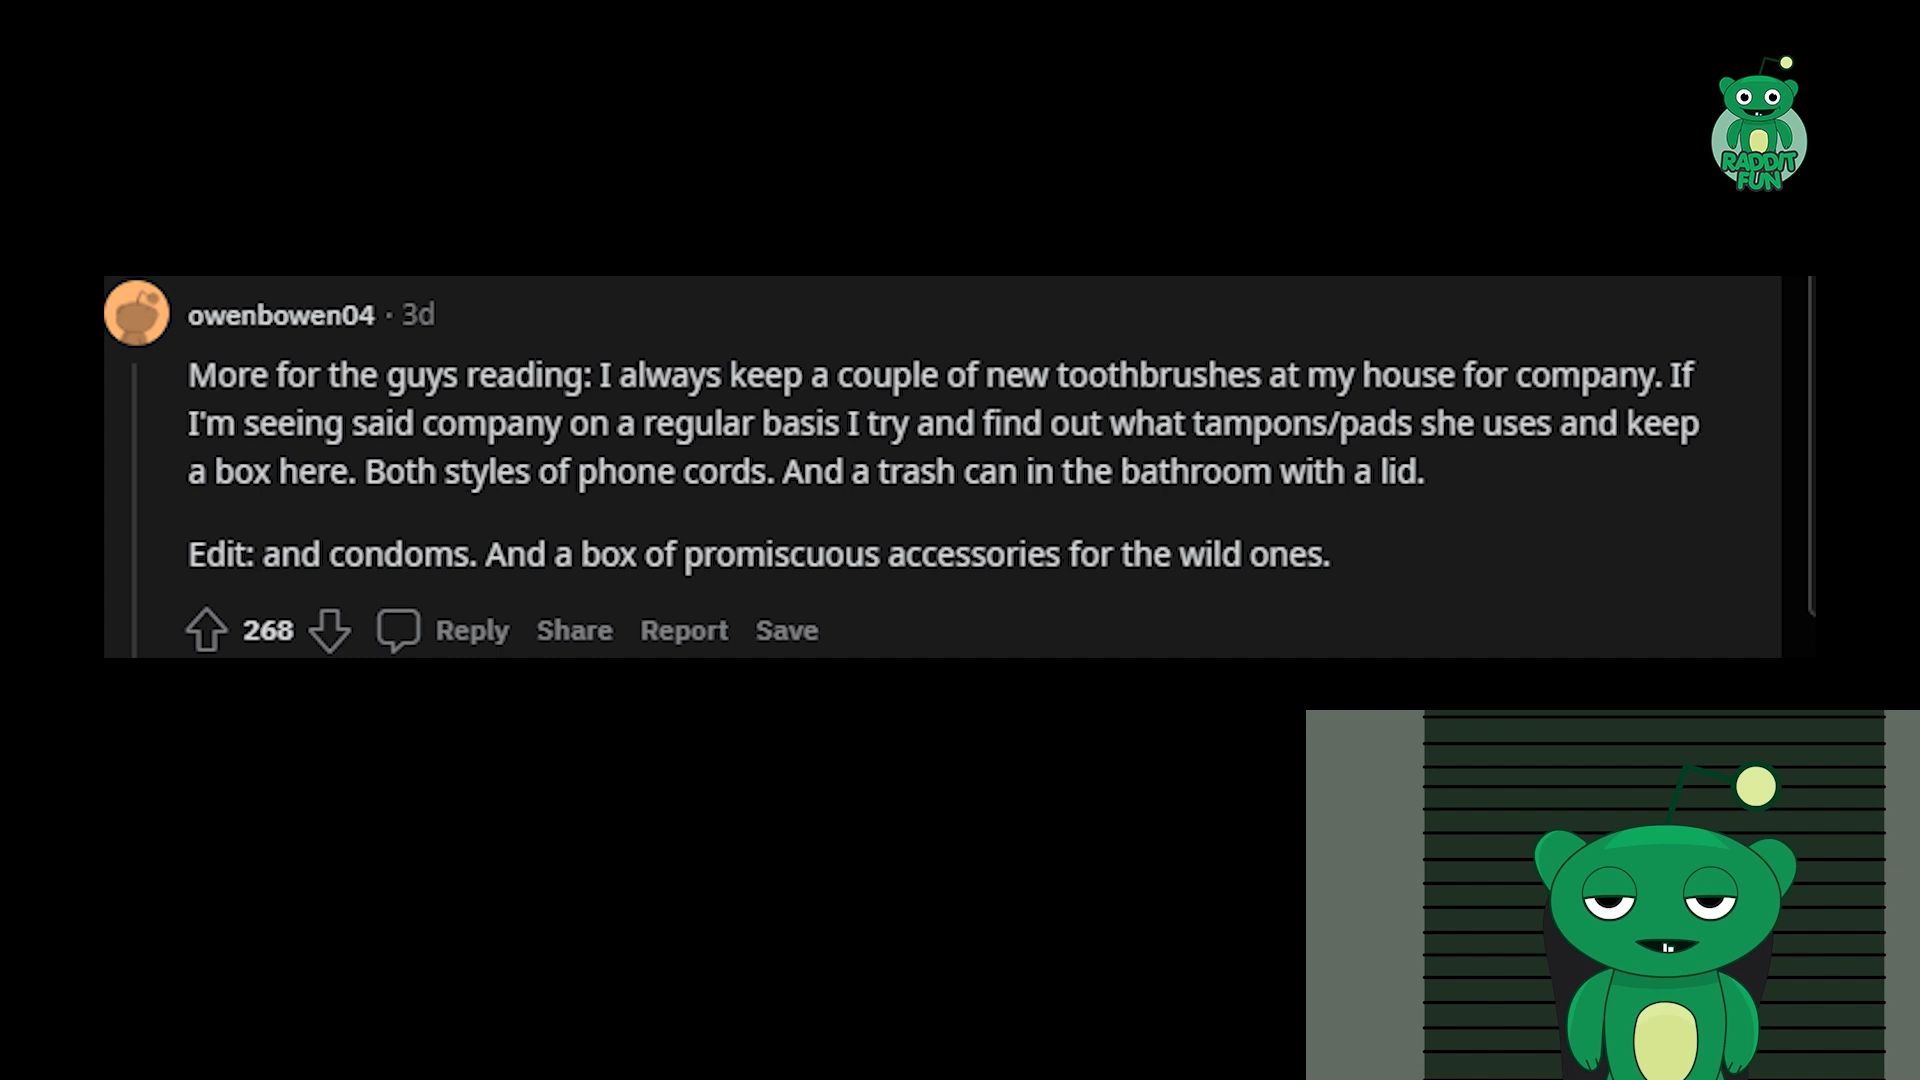 RADDIT
FUN
owenbowen04 · 3d
More for the guys reading: I always keep a couple of new toothbrushes at my house for company. If
I'm seeing said company on a regular basis I try and find out what tampons/pads she uses and keep
a box here. Both styles of phone cords. And a trash can in the bathroom with a lid.
Edit: and condoms. And a box of promiscuous accessories for the wild ones.
268 Reply Share Report Save